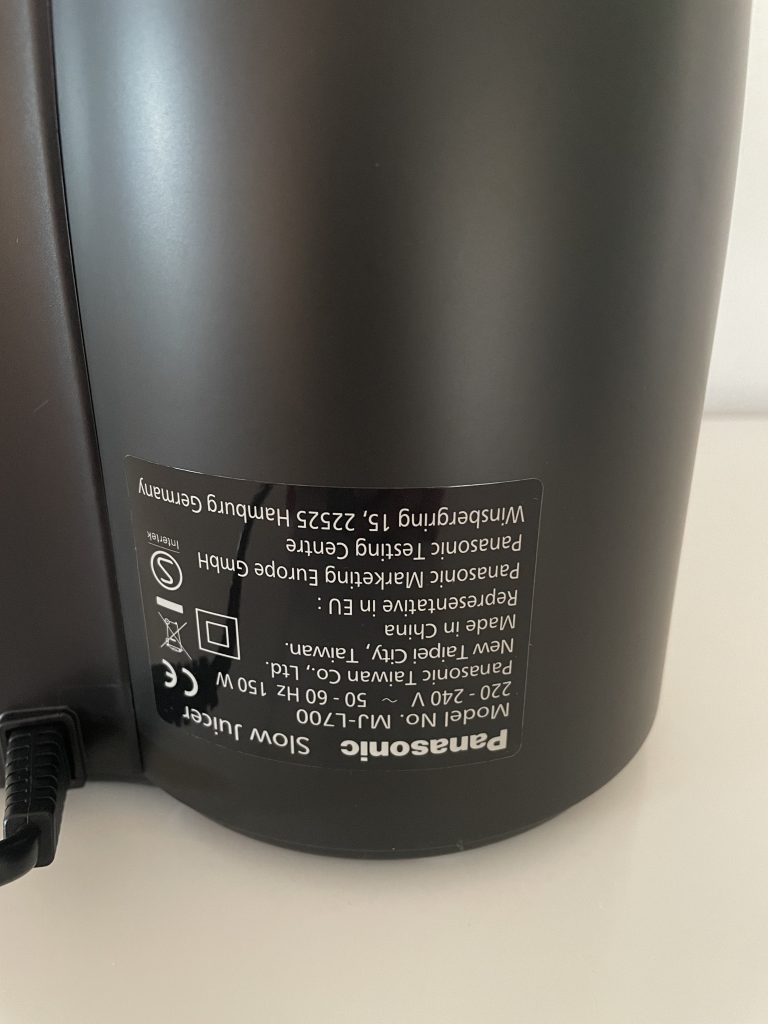 Panasonic Slow Juicer
Model No. MJ-L700
220 - 240 V ~ 50 - 60 Hz 150 W
Panasonic Taiwan Co., Ltd.
New Taipei City, Taiwan.
Made in China
Representative in EU :
Panasonic Marketing Europe GmbH
Panasonic Testing Centre
Winsbergring 15, 22525 Hamburg Germany
CE
S
Intertek